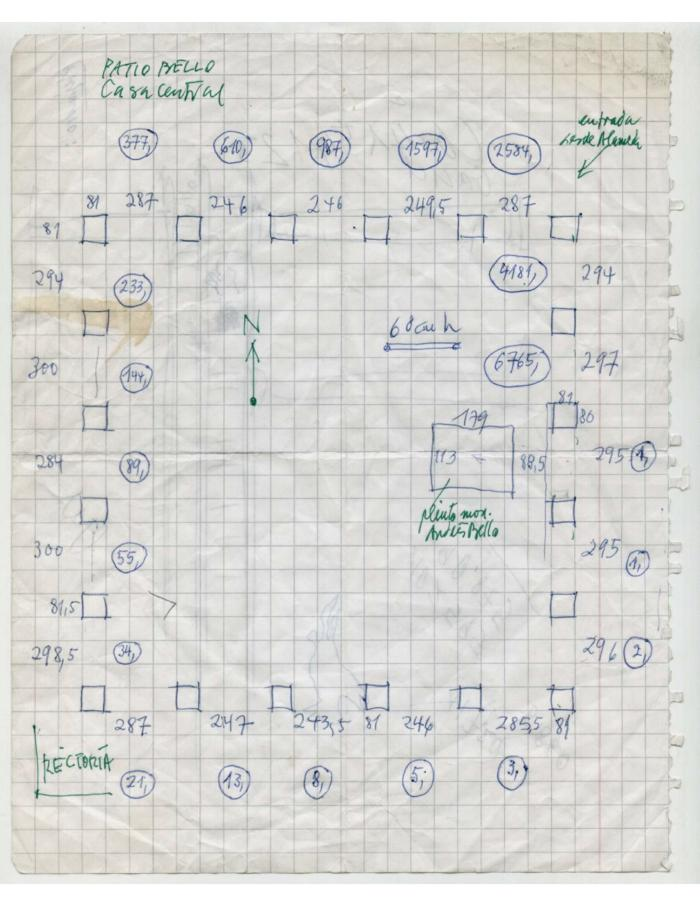 PATIO BELLO
Casa central
entrada
desde Alameda
377, 610, 987, 1597, 2584,
81 287 246 246 249,5 287
81
294 233, 4181, 294
N 68cm h
300 144, 6765, 297
179 81 80
284 89, 113 88,5 295 1,
plinto mon.
Andrés Bello
300 55, 295 1,
81,5
298,5 34, 296 2,
287 247 243,5 81 246 285,5 81
RECTORÍA
21, 13, 8, 5, 3,